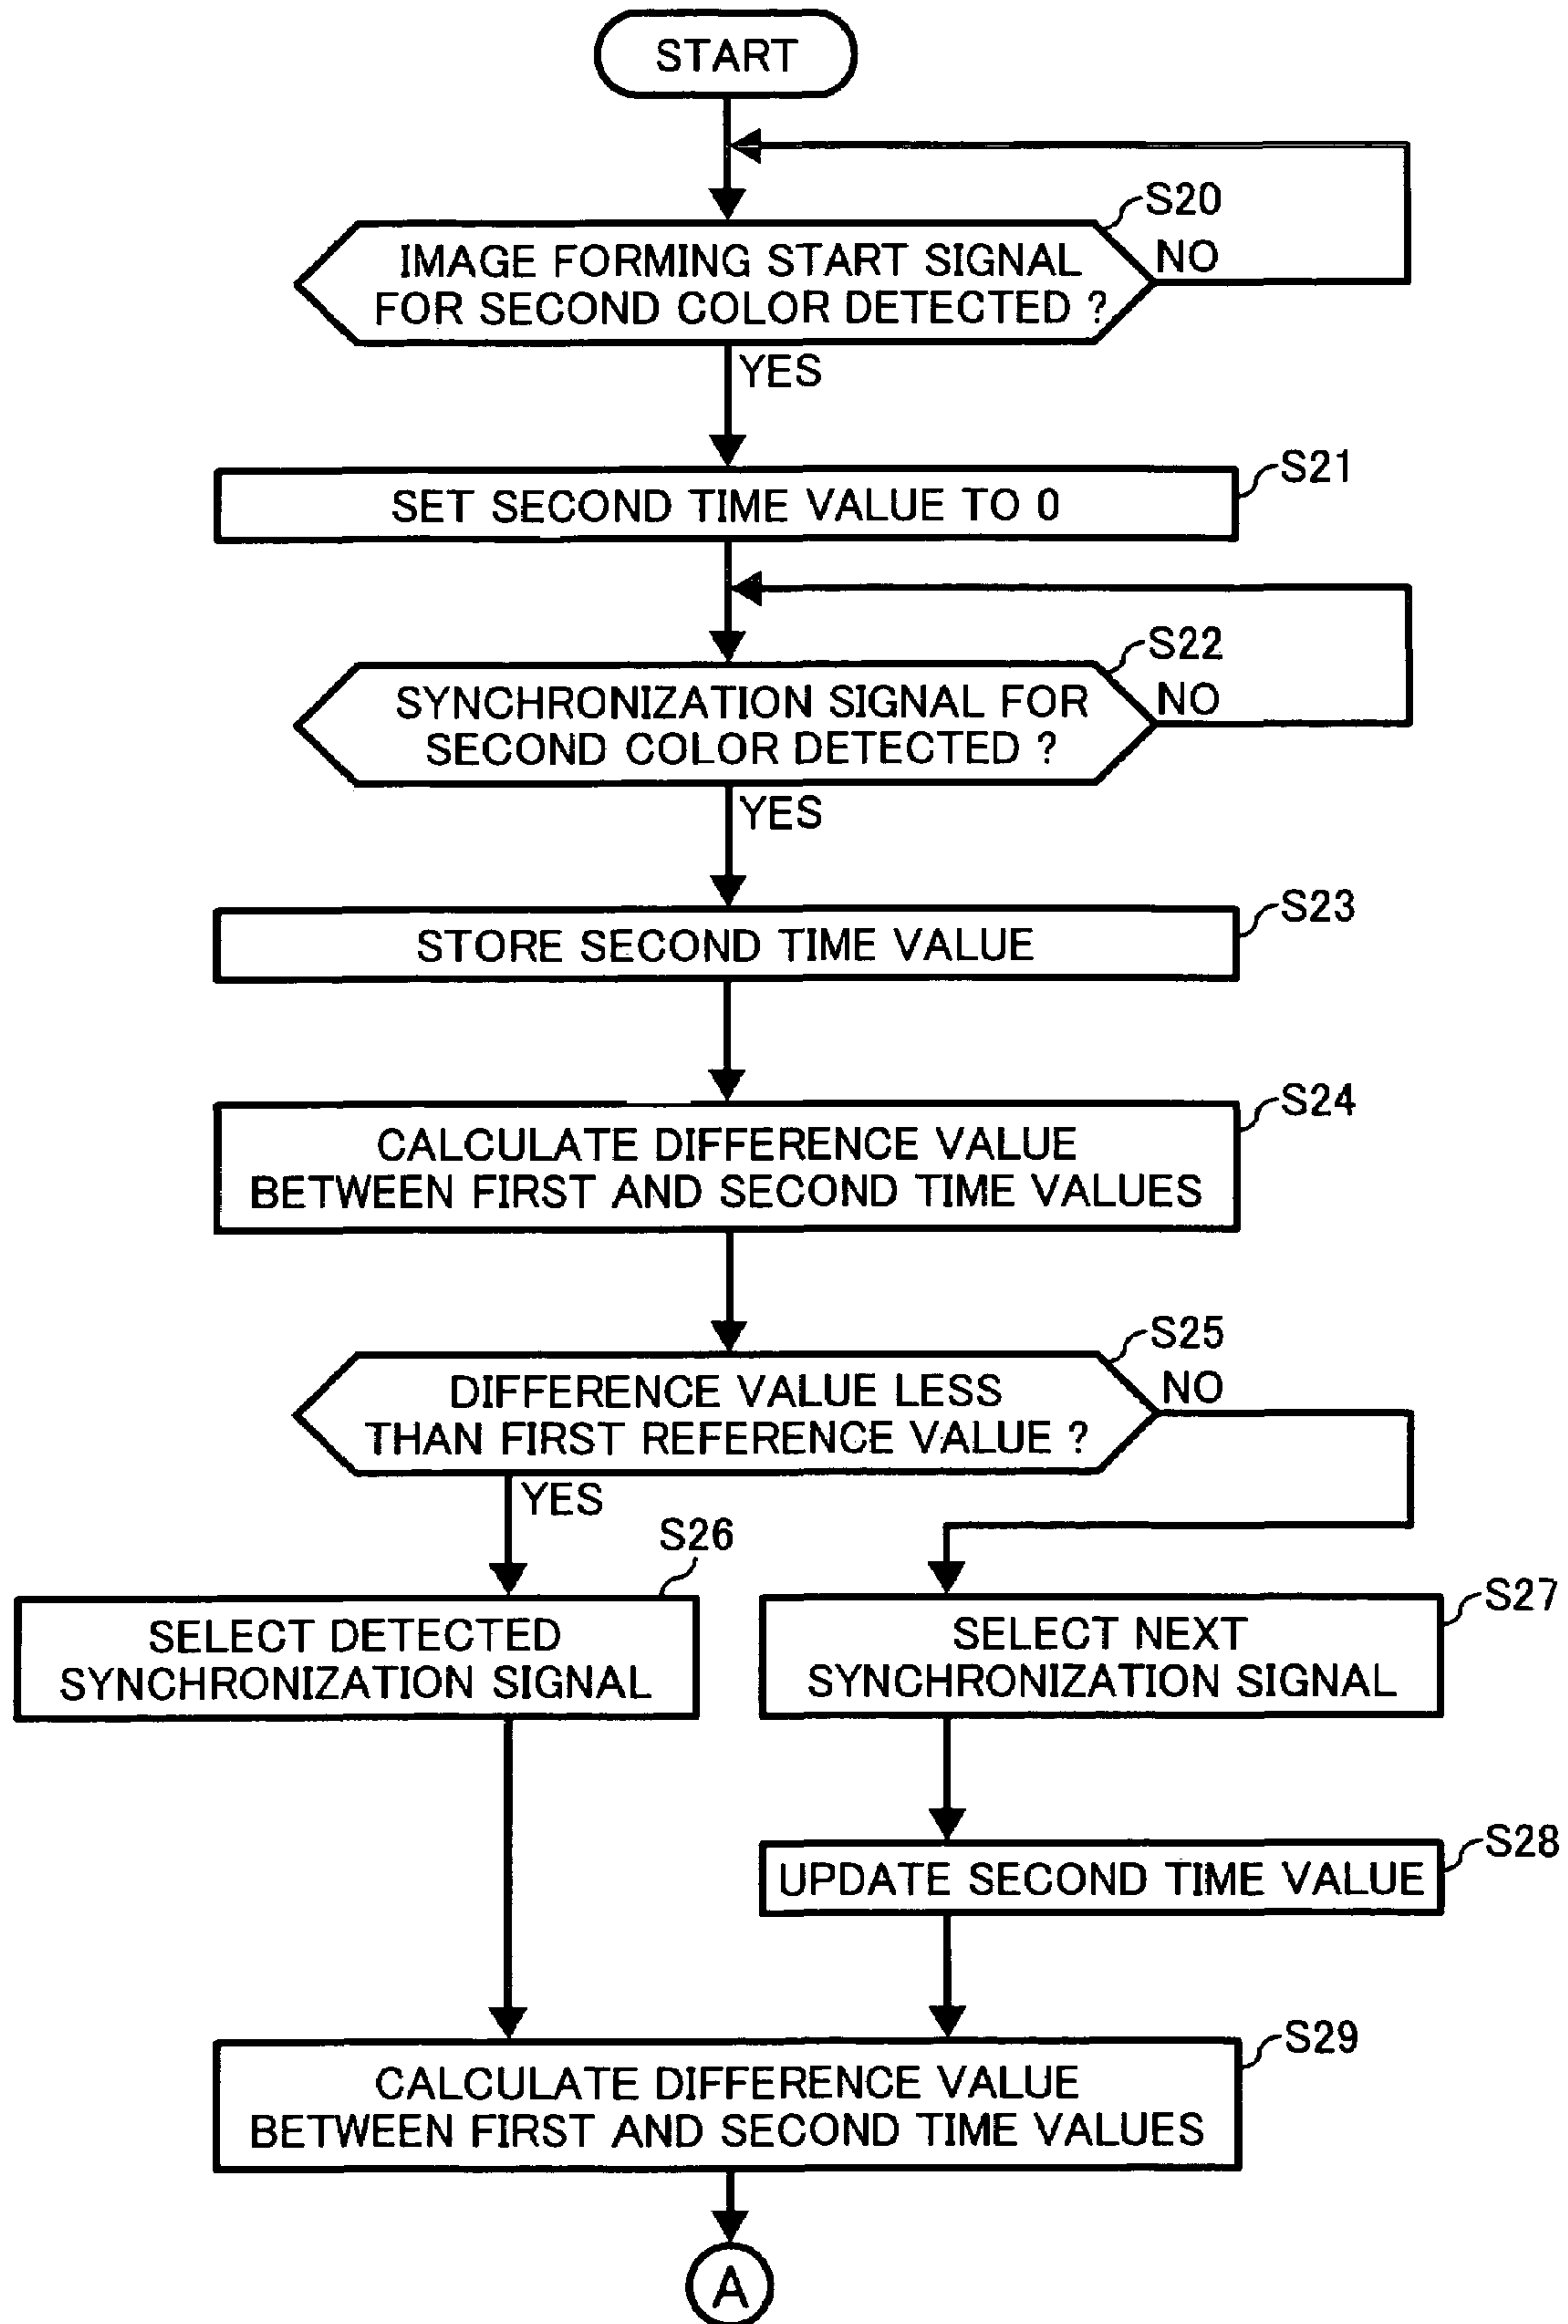 START
S20
IMAGE FORMING START SIGNAL
FOR SECOND COLOR DETECTED ?
NO
YES
S21
SET SECOND TIME VALUE TO 0
S22
SYNCHRONIZATION SIGNAL FOR
SECOND COLOR DETECTED ?
NO
YES
S23
STORE SECOND TIME VALUE
S24
CALCULATE DIFFERENCE VALUE
BETWEEN FIRST AND SECOND TIME VALUES
S25
DIFFERENCE VALUE LESS
THAN FIRST REFERENCE VALUE ?
NO
YES
S26
SELECT DETECTED
SYNCHRONIZATION SIGNAL
S27
SELECT NEXT
SYNCHRONIZATION SIGNAL
S28
UPDATE SECOND TIME VALUE
S29
CALCULATE DIFFERENCE VALUE
BETWEEN FIRST AND SECOND TIME VALUES
A